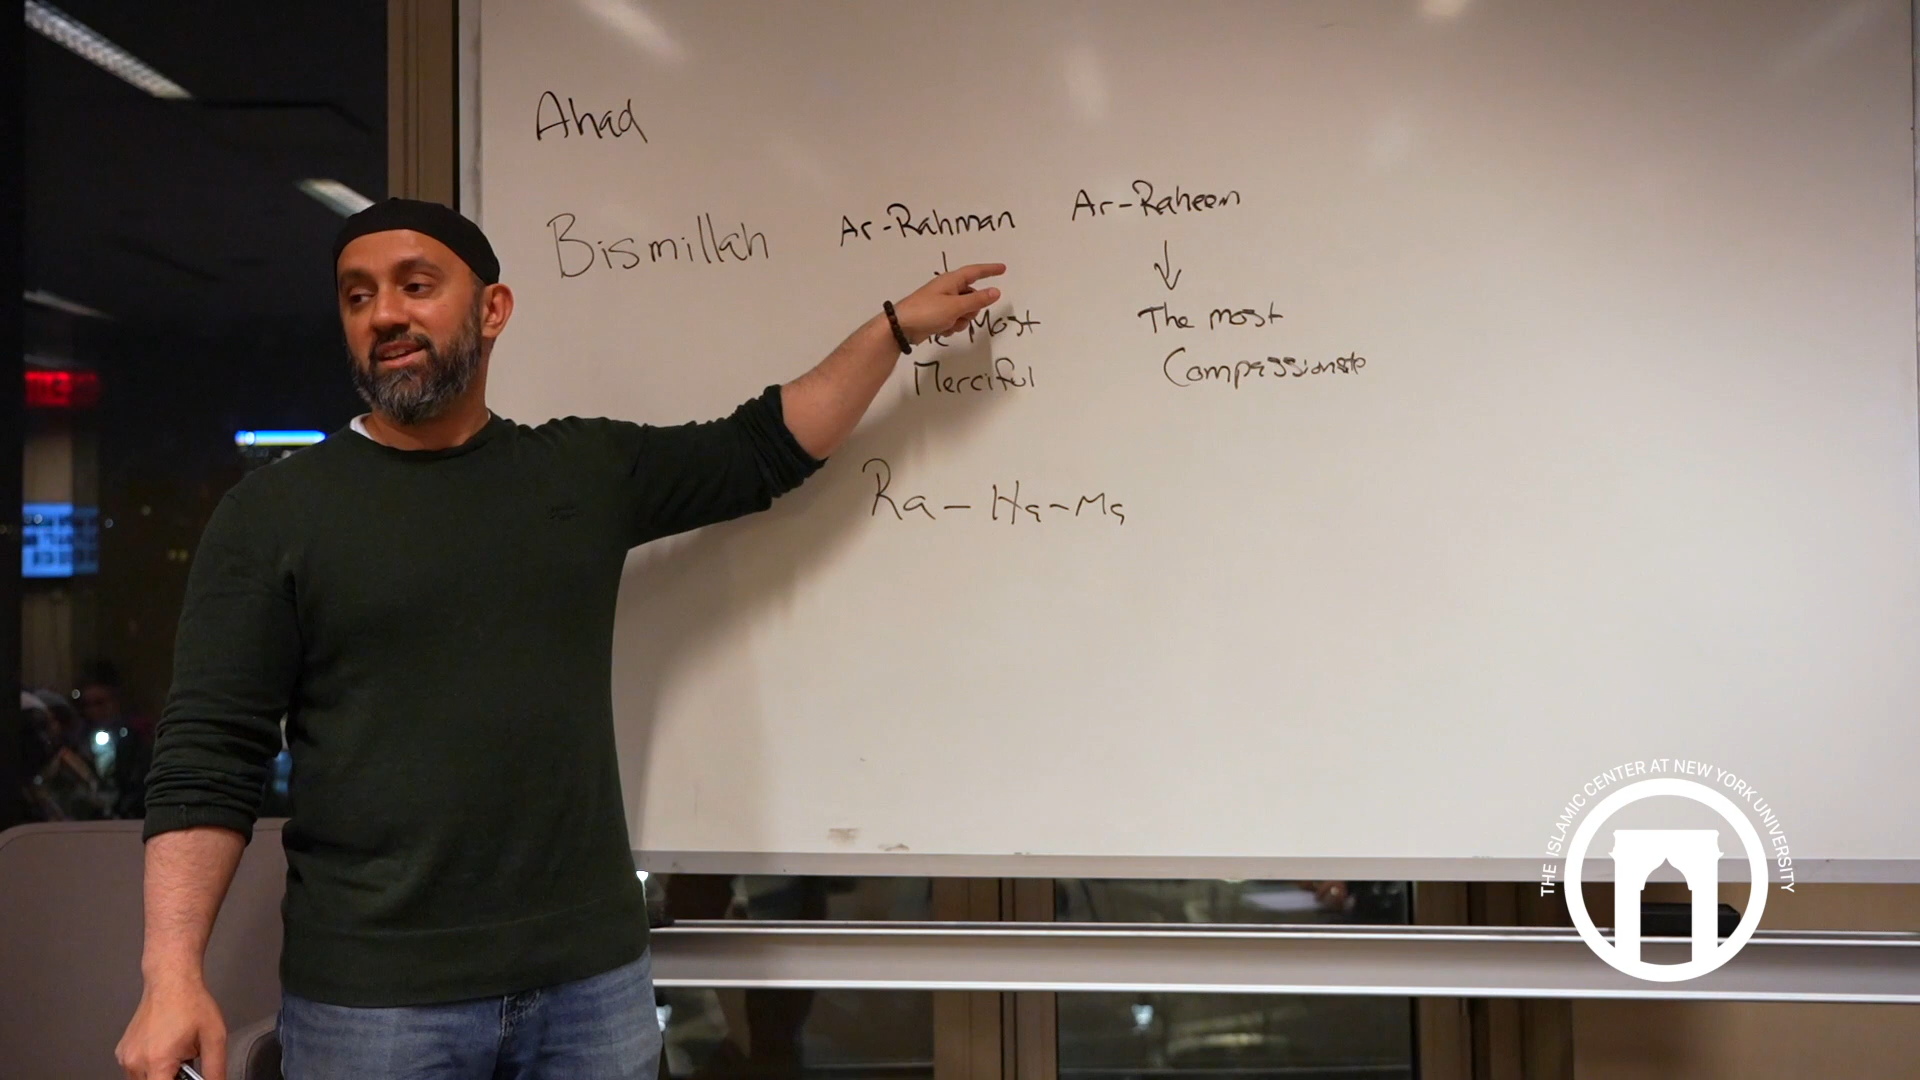 Ahad
Bismillah Ar-Rahman Ar-Raheem
Most The most
Merciful Compassionate
Ra-Ha-Ma
THE ISLAMIC CENTER AT NEW YORK UNIVERSITY